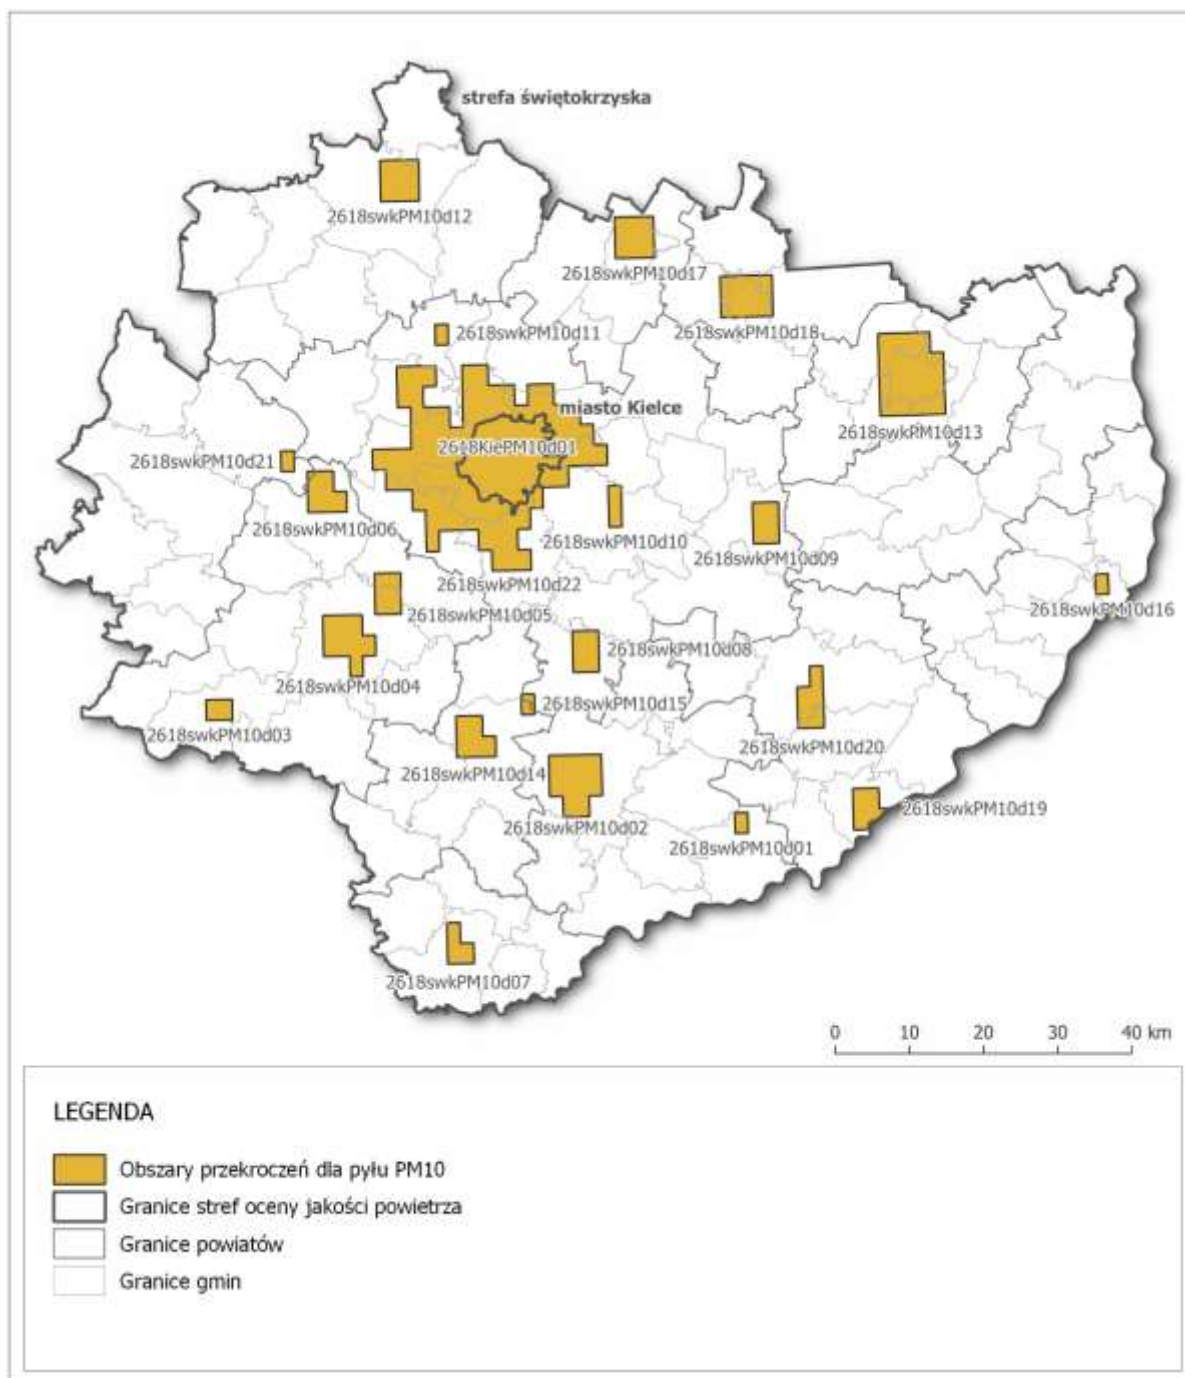 strefa świętokrzyska
2618swkPM10d12
2618swkPM10d17
2618swkPM10d18
2618swkPM10d11
miasto Kielce
2618swkPM10d13
2618KiePM10d01
2618swkPM10d21
2618swkPM10d06
2618swkPM10d10
2618swkPM10d09
2618swkPM10d22
2618swkPM10d16
2618swkPM10d05
2618swkPM10d08
2618swkPM10d04
2618swkPM10d15
2618swkPM10d03
2618swkPM10d20
2618swkPM10d14
2618swkPM10d19
2618swkPM10d02
2618swkPM10d01
2618swkPM10d07
0 10 20 30 40 km
LEGENDA
Obszary przekroczeń dla pyłu PM10
Granice stref oceny jakości powietrza
Granice powiatów
Granice gmin